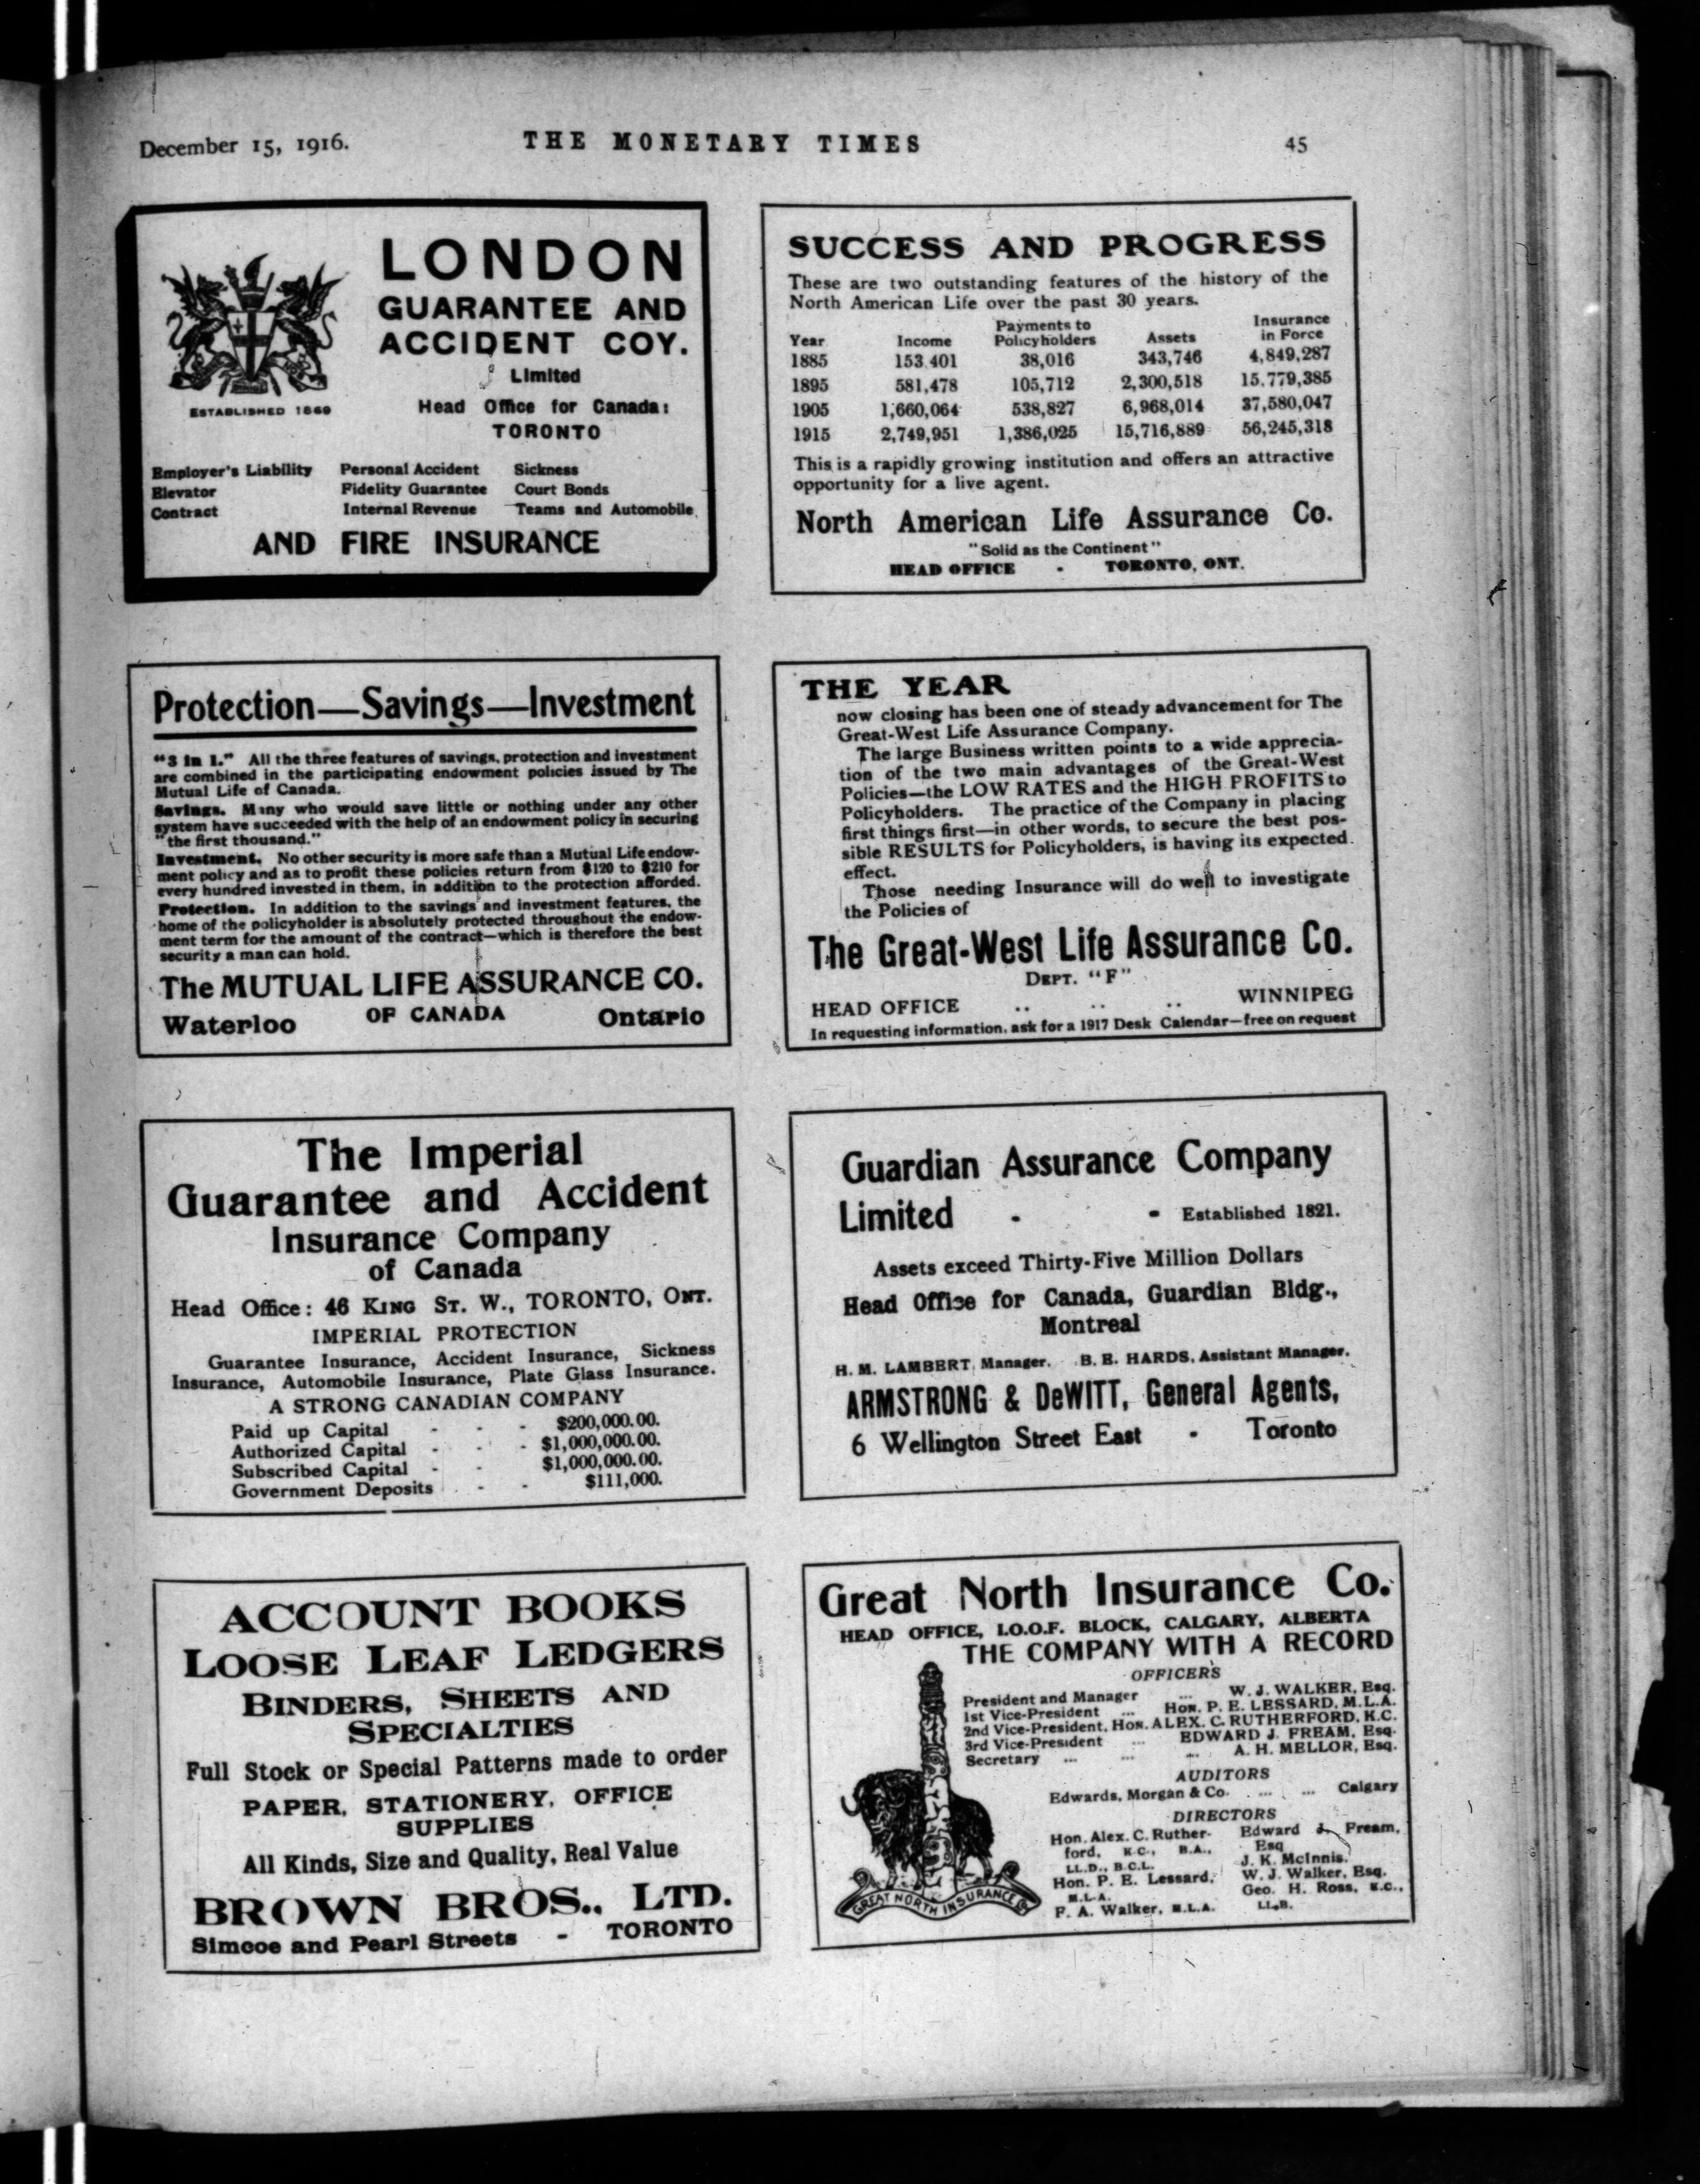 December 15, 1916.
THE MONETARY TIMES
45
LONDON
GUARANTEE AND
ACCIDENT COY.
Limited
ESTABLISHED 1869
Head Office for Canada:
TORONTO
Employer's Liability Personal Accident Sickness
Elevator Fidelity Guarantee Court Bonds
Contract Internal Revenue Teams and Automobile
AND FIRE INSURANCE
SUCCESS AND PROGRESS
These are two outstanding features of the history of the
North American Life over the past 30 years.
Year Income Payments to Policyholders Assets Insurance in Force
1885 153,401 38,016 343,746 4,849,287
1895 581,478 105,712 2,300,518 15,779,385
1905 1,660,064 538,827 6,968,014 37,580,047
1915 2,749,951 1,386,025 15,716,889 56,245,318
This is a rapidly growing institution and offers an attractive
opportunity for a live agent.
North American Life Assurance Co.
"Solid as the Continent"
HEAD OFFICE - TORONTO, ONT.
Protection—Savings—Investment
"3 in 1." All the three features of savings, protection and investment
are combined in the participating endowment policies issued by The
Mutual Life of Canada.
Savings. Many who would save little or nothing under any other
system have succeeded with the help of an endowment policy in securing
"the first thousand."
Investment. No other security is more safe than a Mutual Life endow-
ment policy and as to profit these policies return from $120 to $210 for
every hundred invested in them, in addition to the protection afforded.
Protection. In addition to the savings and investment features, the
home of the policyholder is absolutely protected throughout the endow-
ment term for the amount of the contract—which is therefore the best
security a man can hold.
The MUTUAL LIFE ASSURANCE CO.
OF CANADA
Waterloo Ontario
THE YEAR
now closing has been one of steady advancement for The
Great-West Life Assurance Company.
The large Business written points to a wide apprecia-
tion of the two main advantages of the Great-West
Policies—the LOW RATES and the HIGH PROFITS to
Policyholders. The practice of the Company in placing
first things first—in other words, to secure the best pos-
sible RESULTS for Policyholders, is having its expected
effect.
Those needing Insurance will do well to investigate
the Policies of
The Great-West Life Assurance Co.
DEPT. "F"
HEAD OFFICE .. .. .. WINNIPEG
In requesting information, ask for a 1917 Desk Calendar—free on request
The Imperial
Guarantee and Accident
Insurance Company
of Canada
Head Office: 46 KING ST. W., TORONTO, ONT.
IMPERIAL PROTECTION
Guarantee Insurance, Accident Insurance, Sickness
Insurance, Automobile Insurance, Plate Glass Insurance.
A STRONG CANADIAN COMPANY
Paid up Capital - - - $200,000.00.
Authorized Capital - - - $1,000,000.00.
Subscribed Capital - - $1,000,000.00.
Government Deposits - - $111,000.
Guardian Assurance Company
Limited - - Established 1821.
Assets exceed Thirty-Five Million Dollars
Head Office for Canada, Guardian Bldg.,
Montreal
H. M. LAMBERT, Manager. B. E. HARDS, Assistant Manager.
ARMSTRONG & DeWITT, General Agents,
6 Wellington Street East - Toronto
ACCOUNT BOOKS
LOOSE LEAF LEDGERS
BINDERS, SHEETS AND
SPECIALTIES
Full Stock or Special Patterns made to order
PAPER, STATIONERY, OFFICE
SUPPLIES
All Kinds, Size and Quality, Real Value
BROWN BROS., LTD.
Simcoe and Pearl Streets - TORONTO
Great North Insurance Co.
HEAD OFFICE, I.O.O.F. BLOCK, CALGARY, ALBERTA
THE COMPANY WITH A RECORD
OFFICERS
President and Manager ... W. J. WALKER, Esq.
1st Vice-President ... HON. P. E. LESSARD, M.L.A.
2nd Vice-President, HON. ALEX. C. RUTHERFORD, K.C.
3rd Vice-President ... EDWARD J. FREAM, Esq.
Secretary ... ... ... A. H. MELLOR, Esq.
AUDITORS
Edwards, Morgan & Co. ... ... Calgary
DIRECTORS
Hon. Alex. C. Ruther-
ford, K.C., B.A.,
LL.D., B.C.L.
Hon. P. E. Lessard,
M.L.A.
F. A. Walker, M.L.A.
Edward J. Fream,
Esq
J. K. McInnis.
W. J. Walker, Esq.
Geo. H. Ross, K.C.,
LL.B.
GREAT NORTH INSURANCE Co